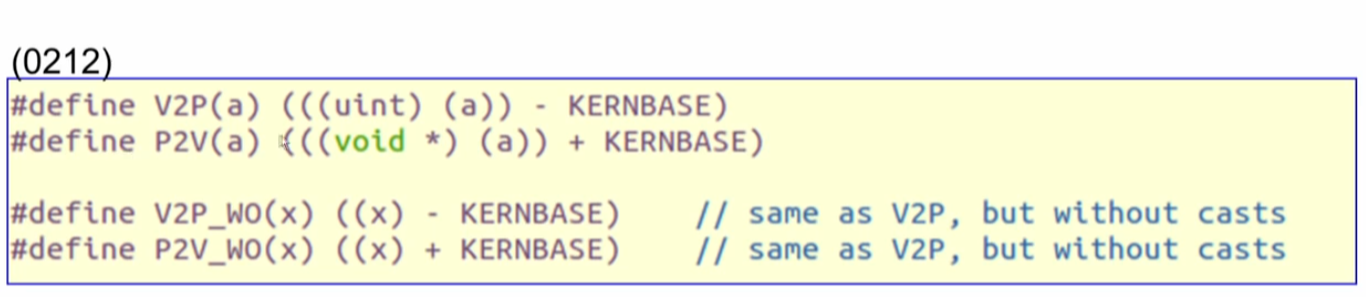 (0212)
#define V2P(a) (((uint) (a)) - KERNBASE)
#define P2V(a) (((void *) (a)) + KERNBASE)
#define V2P_WO(x) ((x) - KERNBASE)    // same as V2P, but without casts
#define P2V_WO(x) ((x) + KERNBASE)    // same as V2P, but without casts